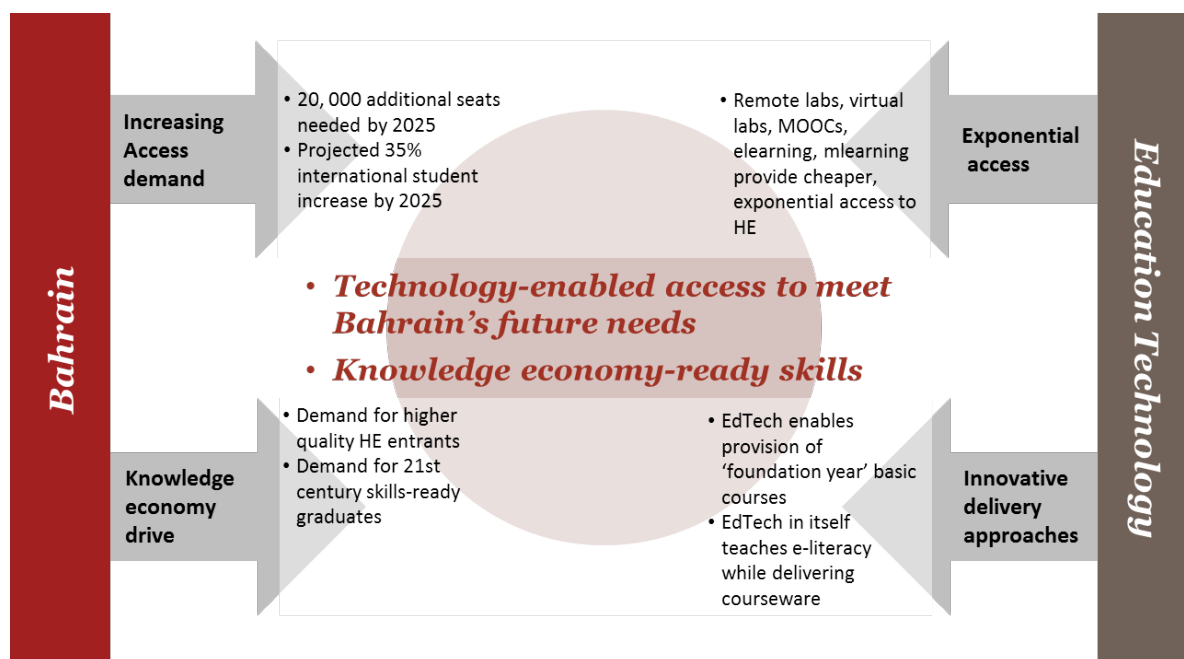 Bahrain
Increasing
Access
demand
• 20, 000 additional seats
needed by 2025
• Projected 35%
international student
increase by 2025
• Remote labs, virtual
labs, MOOCs,
elearning, mlearning
provide cheaper,
exponential access to
HE
Exponential
access
Education Technology
• Technology-enabled access to meet
Bahrain's future needs
• Knowledge economy-ready skills
Knowledge
economy
drive
• Demand for higher
quality HE entrants
• Demand for 21st
century skills-ready
graduates
• EdTech enables
provision of
‘foundation year’ basic
courses
• EdTech in itself
teaches e-literacy
while delivering
courseware
Innovative
delivery
approaches